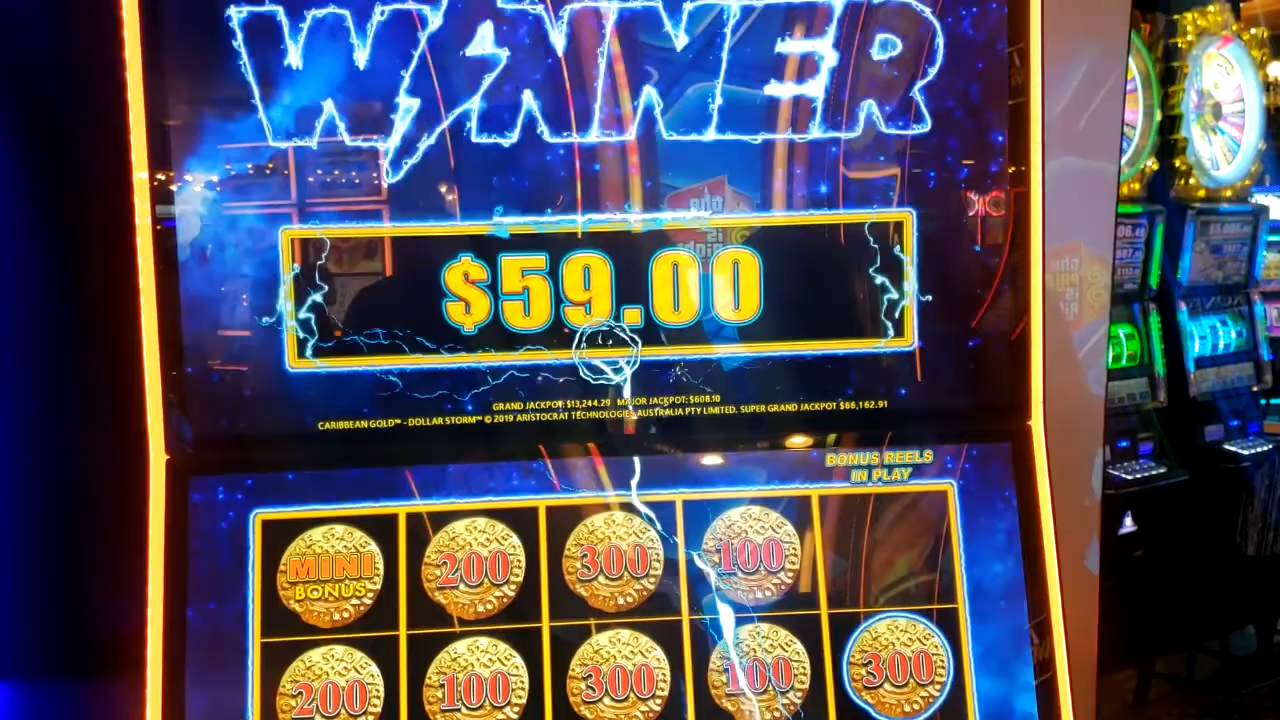 WINNER
$59.00
GRAND JACKPOT: $13,244.29 MAJOR JACKPOT: $608.10
CARIBBEAN GOLD™ - DOLLAR STORM™ © 2019 ARISTOCRAT TECHNOLOGIES AUSTRALIA PTY LIMITED. SUPER GRAND JACKPOT $66,162.91
BONUS REELS
IN PLAY
MINI
BONUS
200
300
100
200
100
300
100
300